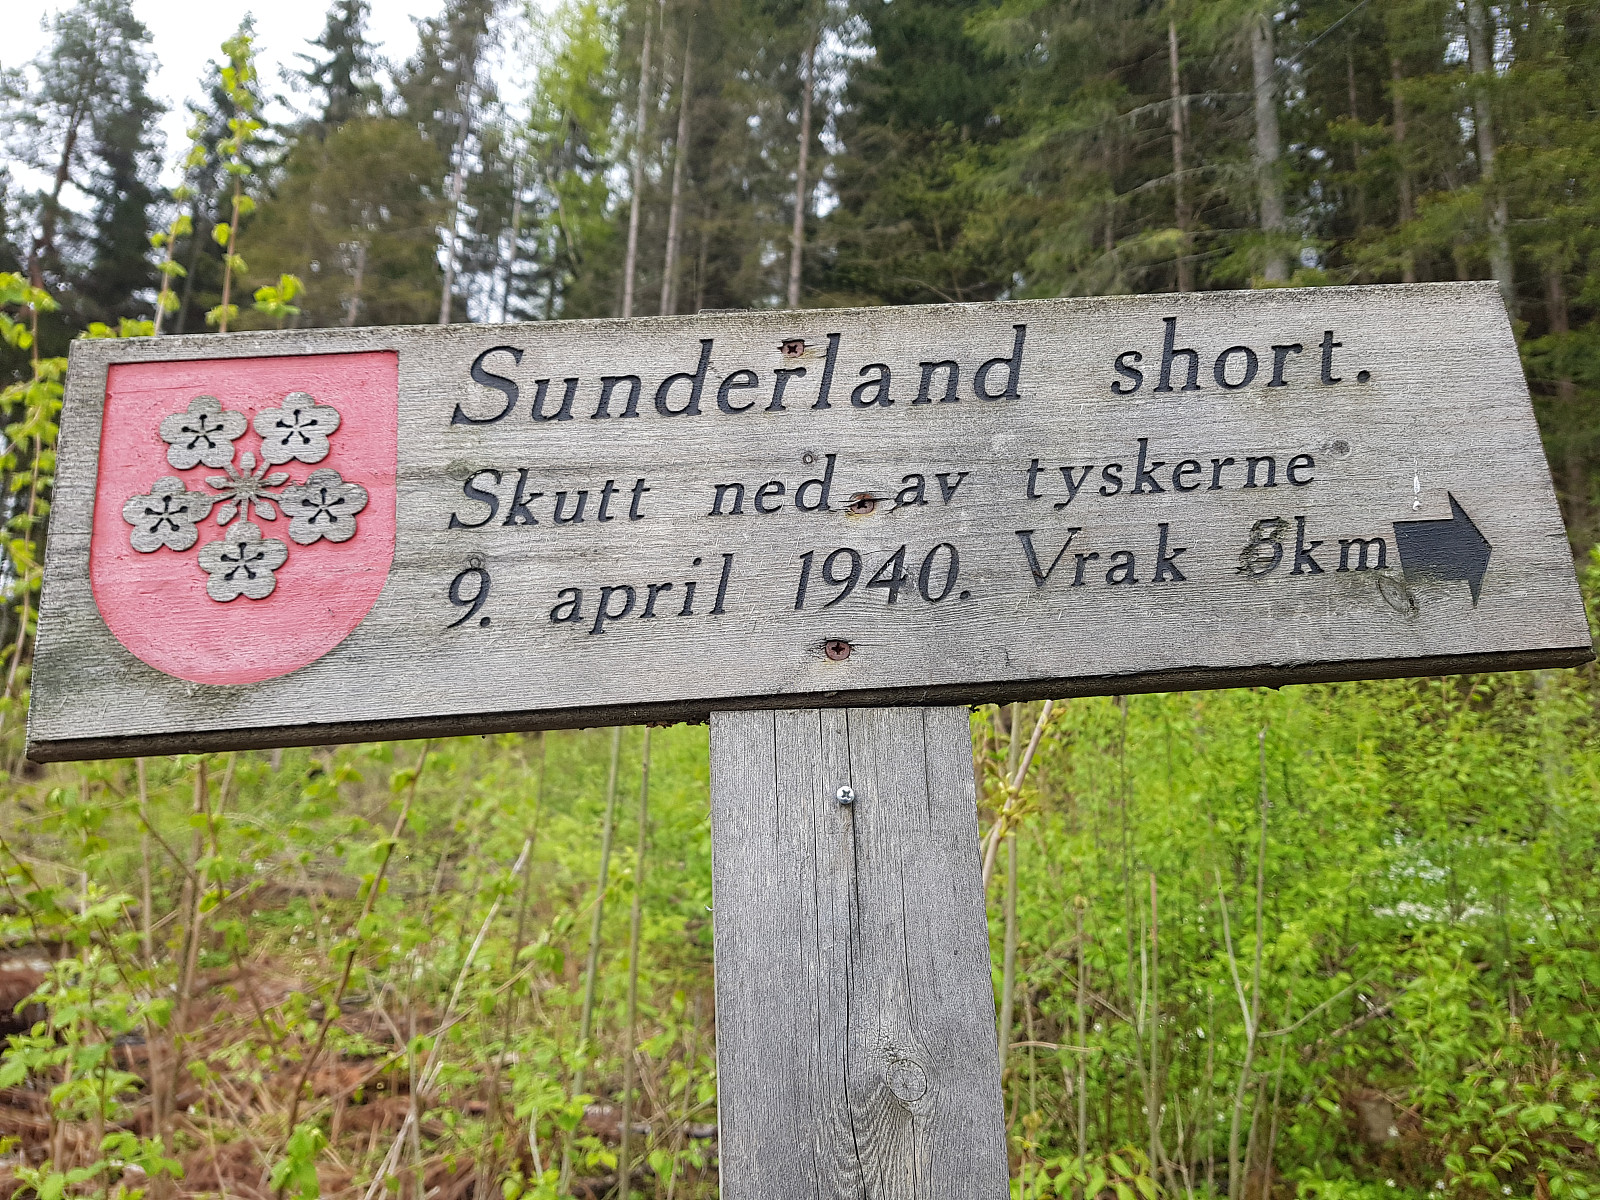 Sunderland short.
Skutt ned av tyskerne
9. april 1940. Vrak km